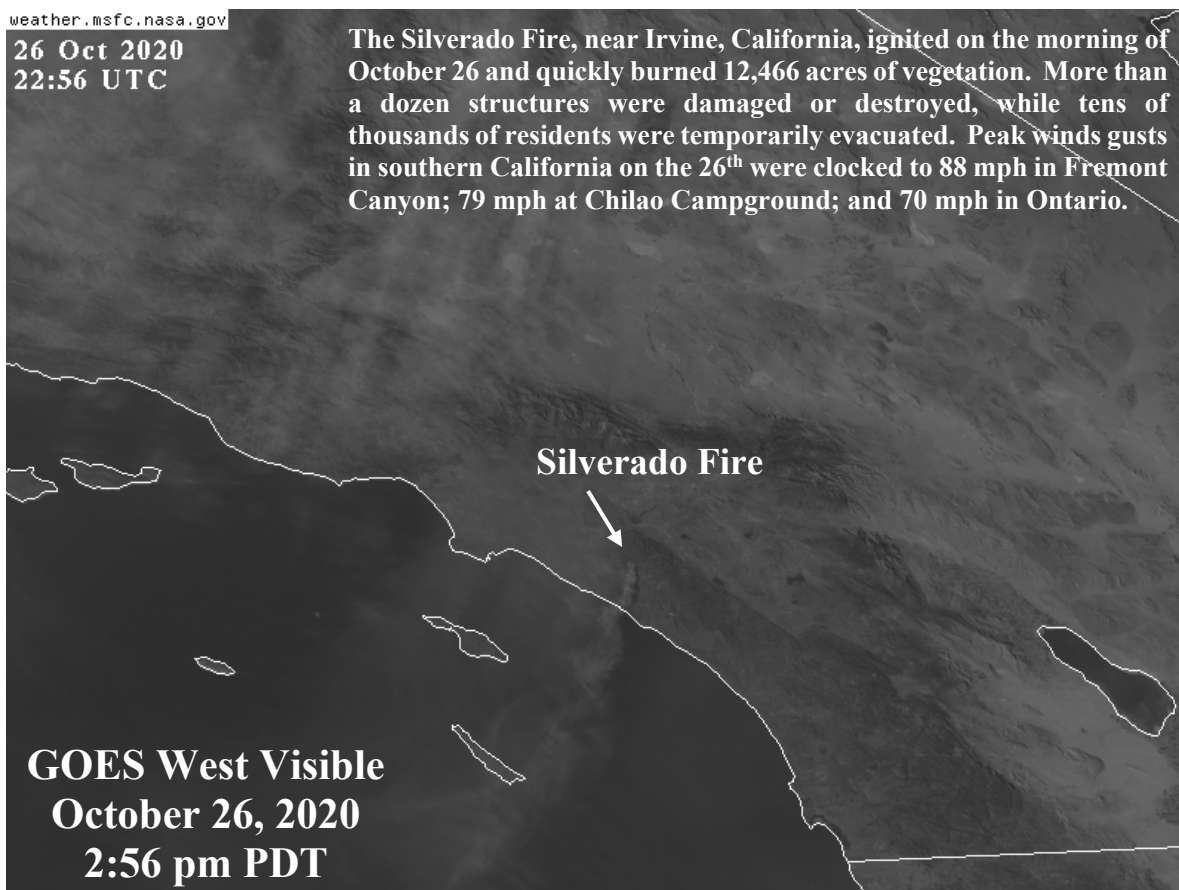 weather.msfc.nasa.gov
26 Oct 2020
22:56 UTC
The Silverado Fire, near Irvine, California, ignited on the morning of
October 26 and quickly burned 12,466 acres of vegetation. More than
a dozen structures were damaged or destroyed, while tens of
thousands of residents were temporarily evacuated. Peak winds gusts
in southern California on the 26th were clocked to 88 mph in Fremont
Canyon; 79 mph at Chilao Campground; and 70 mph in Ontario.
Silverado Fire
GOES West Visible
October 26, 2020
2:56 pm PDT